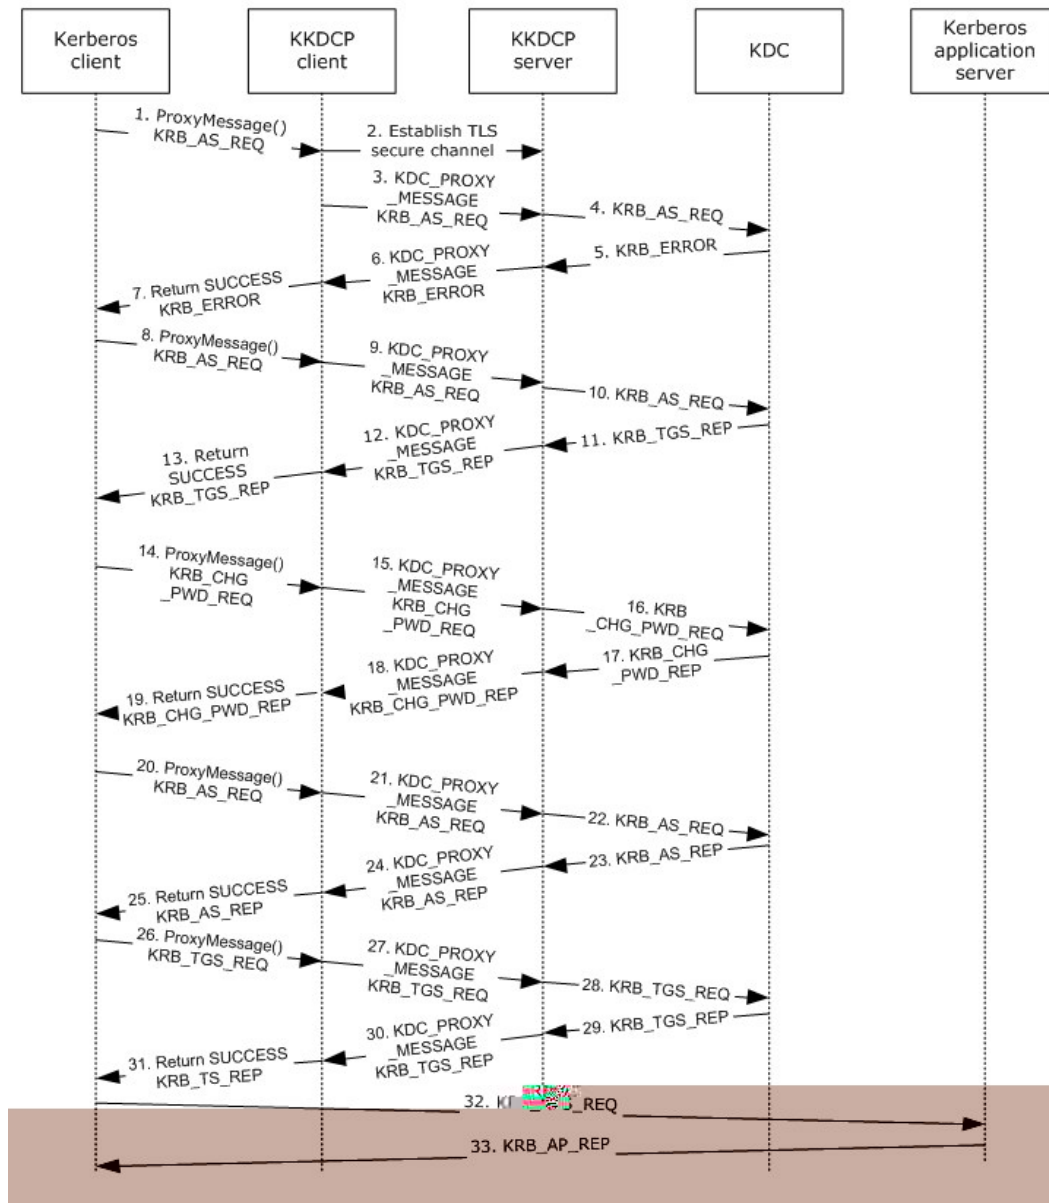 Kerberos
client
KKDCP
client
KKDCP
server
KDC
Kerberos
application
server
1. ProxyMessage()
KRB_AS_REQ
2. Establish TLS
secure channel
3. KDC_PROXY
_MESSAGE
KRB_AS_REQ
4. KRB_AS_REQ
5. KRB_ERROR
6. KDC_PROXY
_MESSAGE
KRB_ERROR
7. Return SUCCESS
KRB_ERROR
8. ProxyMessage()
KRB_AS_REQ
9. KDC_PROXY
_MESSAGE
KRB_AS_REQ
10. KRB_AS_REQ
11. KRB_TGS_REP
12. KDC_PROXY
_MESSAGE
KRB_TGS_REP
13. Return
SUCCESS
KRB_TGS_REP
14. ProxyMessage()
KRB_CHG
_PWD_REQ
15. KDC_PROXY
_MESSAGE
KRB_CHG
_PWD_REQ
16. KRB
_CHG_PWD_REQ
17. KRB_CHG
_PWD_REP
18. KDC_PROXY
_MESSAGE
KRB_CHG_PWD_REP
19. Return SUCCESS
KRB_CHG_PWD_REP
20. ProxyMessage()
KRB_AS_REQ
21. KDC_PROXY
_MESSAGE
KRB_AS_REQ
22. KRB_AS_REQ
23. KRB_AS_REP
24. KDC_PROXY
_MESSAGE
KRB_AS_REP
25. Return SUCCESS
KRB_AS_REP
26. ProxyMessage()
KRB_TGS_REQ
27. KDC_PROXY
_MESSAGE
KRB_TGS_REQ
28. KRB_TGS_REQ
29. KRB_TGS_REP
30. KDC_PROXY
_MESSAGE
KRB_TGS_REP
31. Return SUCCESS
KRB_TS_REP
32.
33. KRB_AP_REP